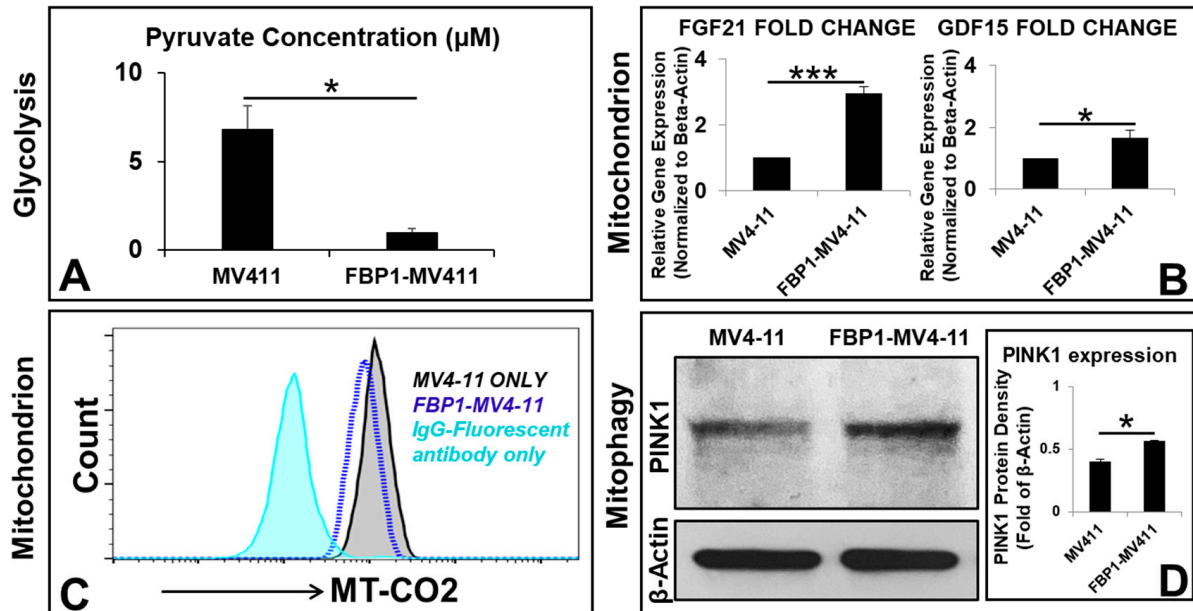 Glycolysis
Pyruvate Concentration (µM)
10
5
0
*
MV411
FBP1-MV411
A
Mitochondrion
FGF21 FOLD CHANGE
Relative Gene Expression
(Normalized to Beta-Actin)
4
2
0
***
MV4-11
FBP1-MV4-11
GDF15 FOLD CHANGE
Relative Gene Expression
(Normalized to Beta-Actin)
4
2
0
*
MV4-11
FBP1-MV4-11
B
Mitochondrion
Count
MV4-11 ONLY
FBP1-MV4-11
IgG-Fluorescent
antibody only
MT-CO2
C
Mitophagy
MV4-11
FBP1-MV4-11
PINK1
β-Actin
PINK1 expression
PINK1 Protein Density
(Fold of β-Actin)
1
0.5
0
*
MV411
FBP1-MV411
D